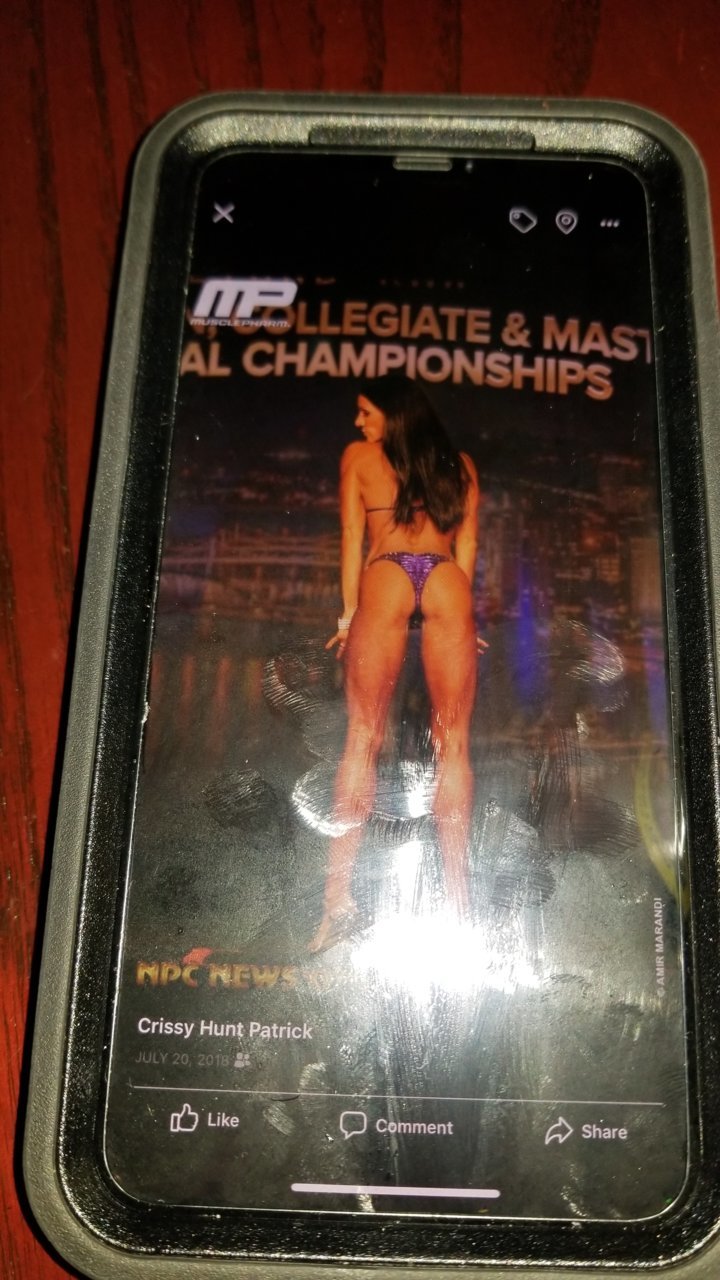 MP
MUSCLEPHARM.
COLLEGIATE & MAST
AL CHAMPIONSHIPS
© AMIR MARANDI
NPC NEWS
Crissy Hunt Patrick
JULY 20, 2018
Like
Comment
Share